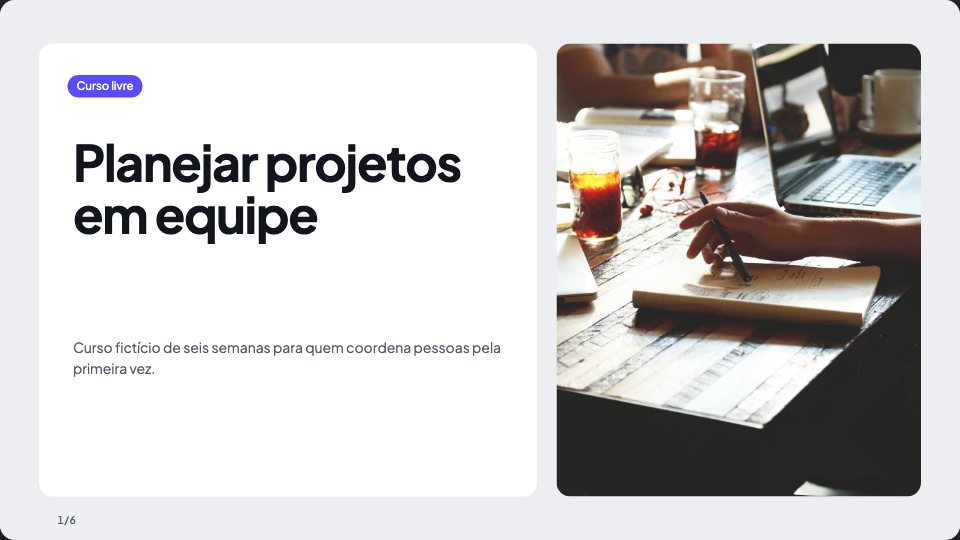 Curso livre
Planejar projetos
em equipe
Curso fictício de seis semanas para quem coordena pessoas pela
primeira vez.
1/6